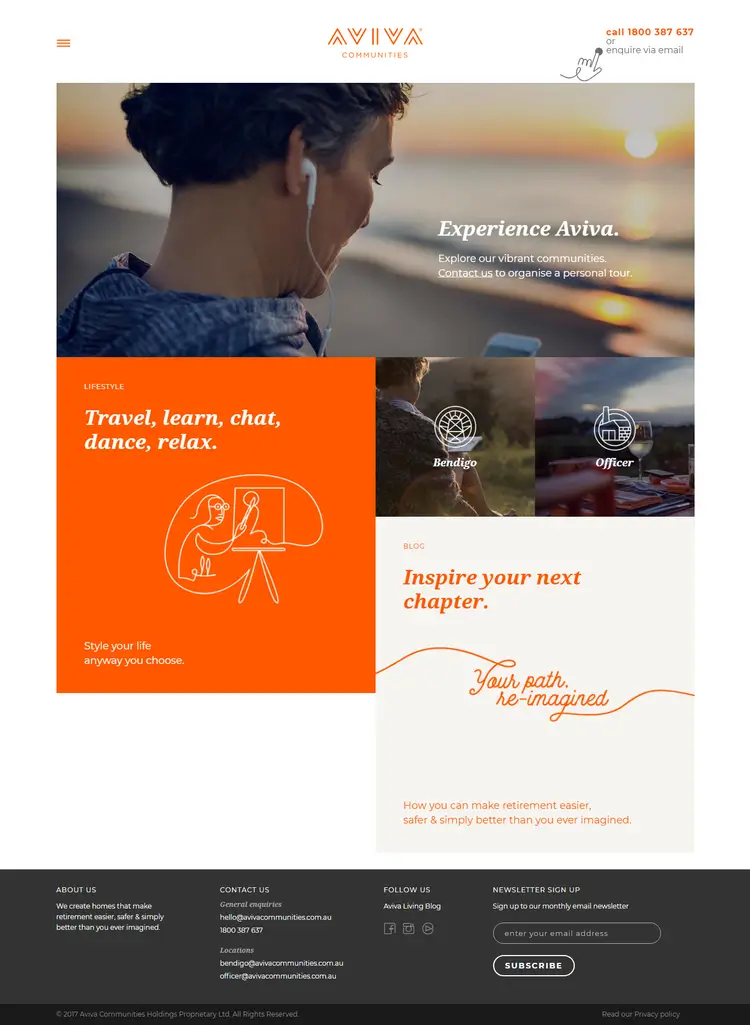 AVIVA
COMMUNITIES
call 1800 387 637
or
enquire via email
Experience Aviva.
Explore our vibrant communities.
Contact us to organise a personal tour.
LIFESTYLE
Travel, learn, chat,
dance, relax.
Style your life
anyway you choose.
Bendigo
Officer
BLOG
Inspire your next
chapter.
Your path,
re-imagined
How you can make retirement easier,
safer & simply better than you ever imagined.
ABOUT US
We create homes that make
retirement easier, safer & simply
better than you ever imagined.
CONTACT US
General enquiries
hello@avivacommunities.com.au
1800 387 637
Locations
bendigo@avivacommunities.com.au
officer@avivacommunities.com.au
FOLLOW US
Aviva Living Blog
NEWSLETTER SIGN UP
Sign up to our monthly email newsletter
enter your email address
SUBSCRIBE
© 2017 Aviva Communities Holdings Proprietary Ltd. All Rights Reserved.
Read our Privacy policy